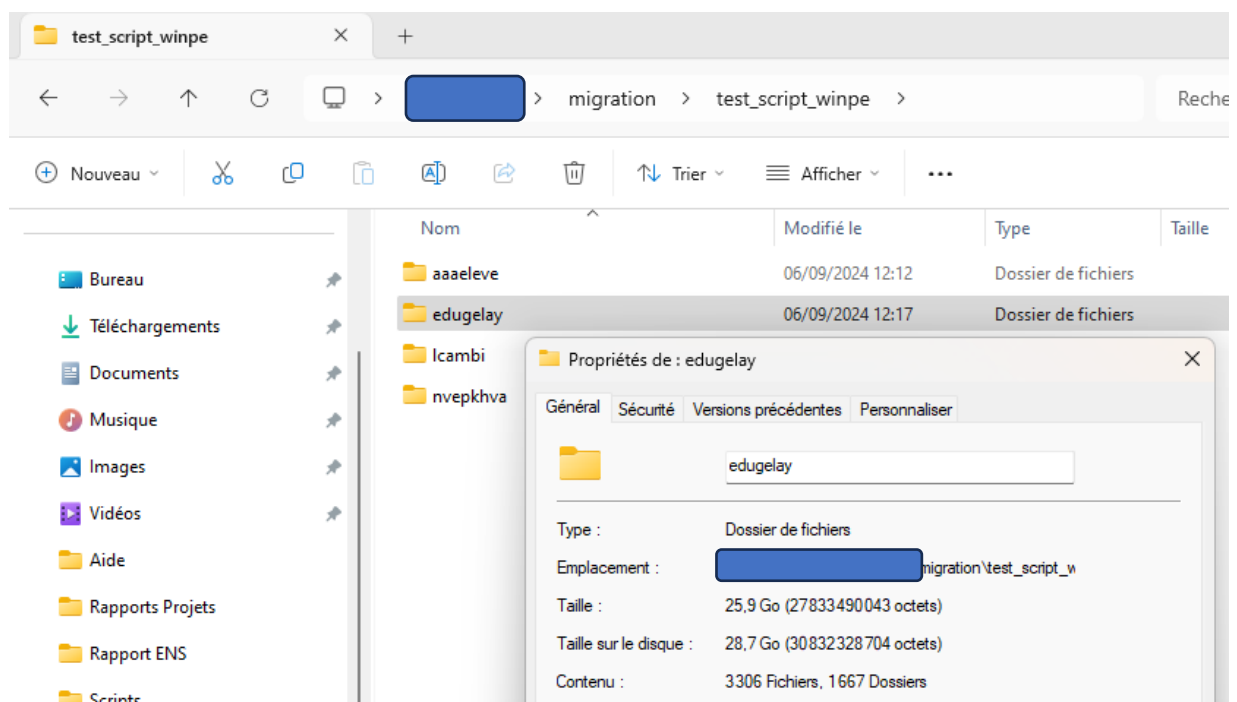 test_script_winpe
migration > test_script_winpe >
Reche
Nouveau
Trier
Afficher
Nom Modifié le Type Taille
Bureau
Téléchargements
Documents
Musique
Images
Vidéos
Aide
Rapports Projets
Rapport ENS
Scripts
aaaeleve 06/09/2024 12:12 Dossier de fichiers
edugelay 06/09/2024 12:17 Dossier de fichiers
lcambi
nvepkhva
Propriétés de : edugelay
Général Sécurité Versions précédentes Personnaliser
edugelay
Type : Dossier de fichiers
Emplacement : migration\test_script_w
Taille : 25,9 Go (27833490043 octets)
Taille sur le disque : 28,7 Go (30832328704 octets)
Contenu : 3306 Fichiers, 1667 Dossiers